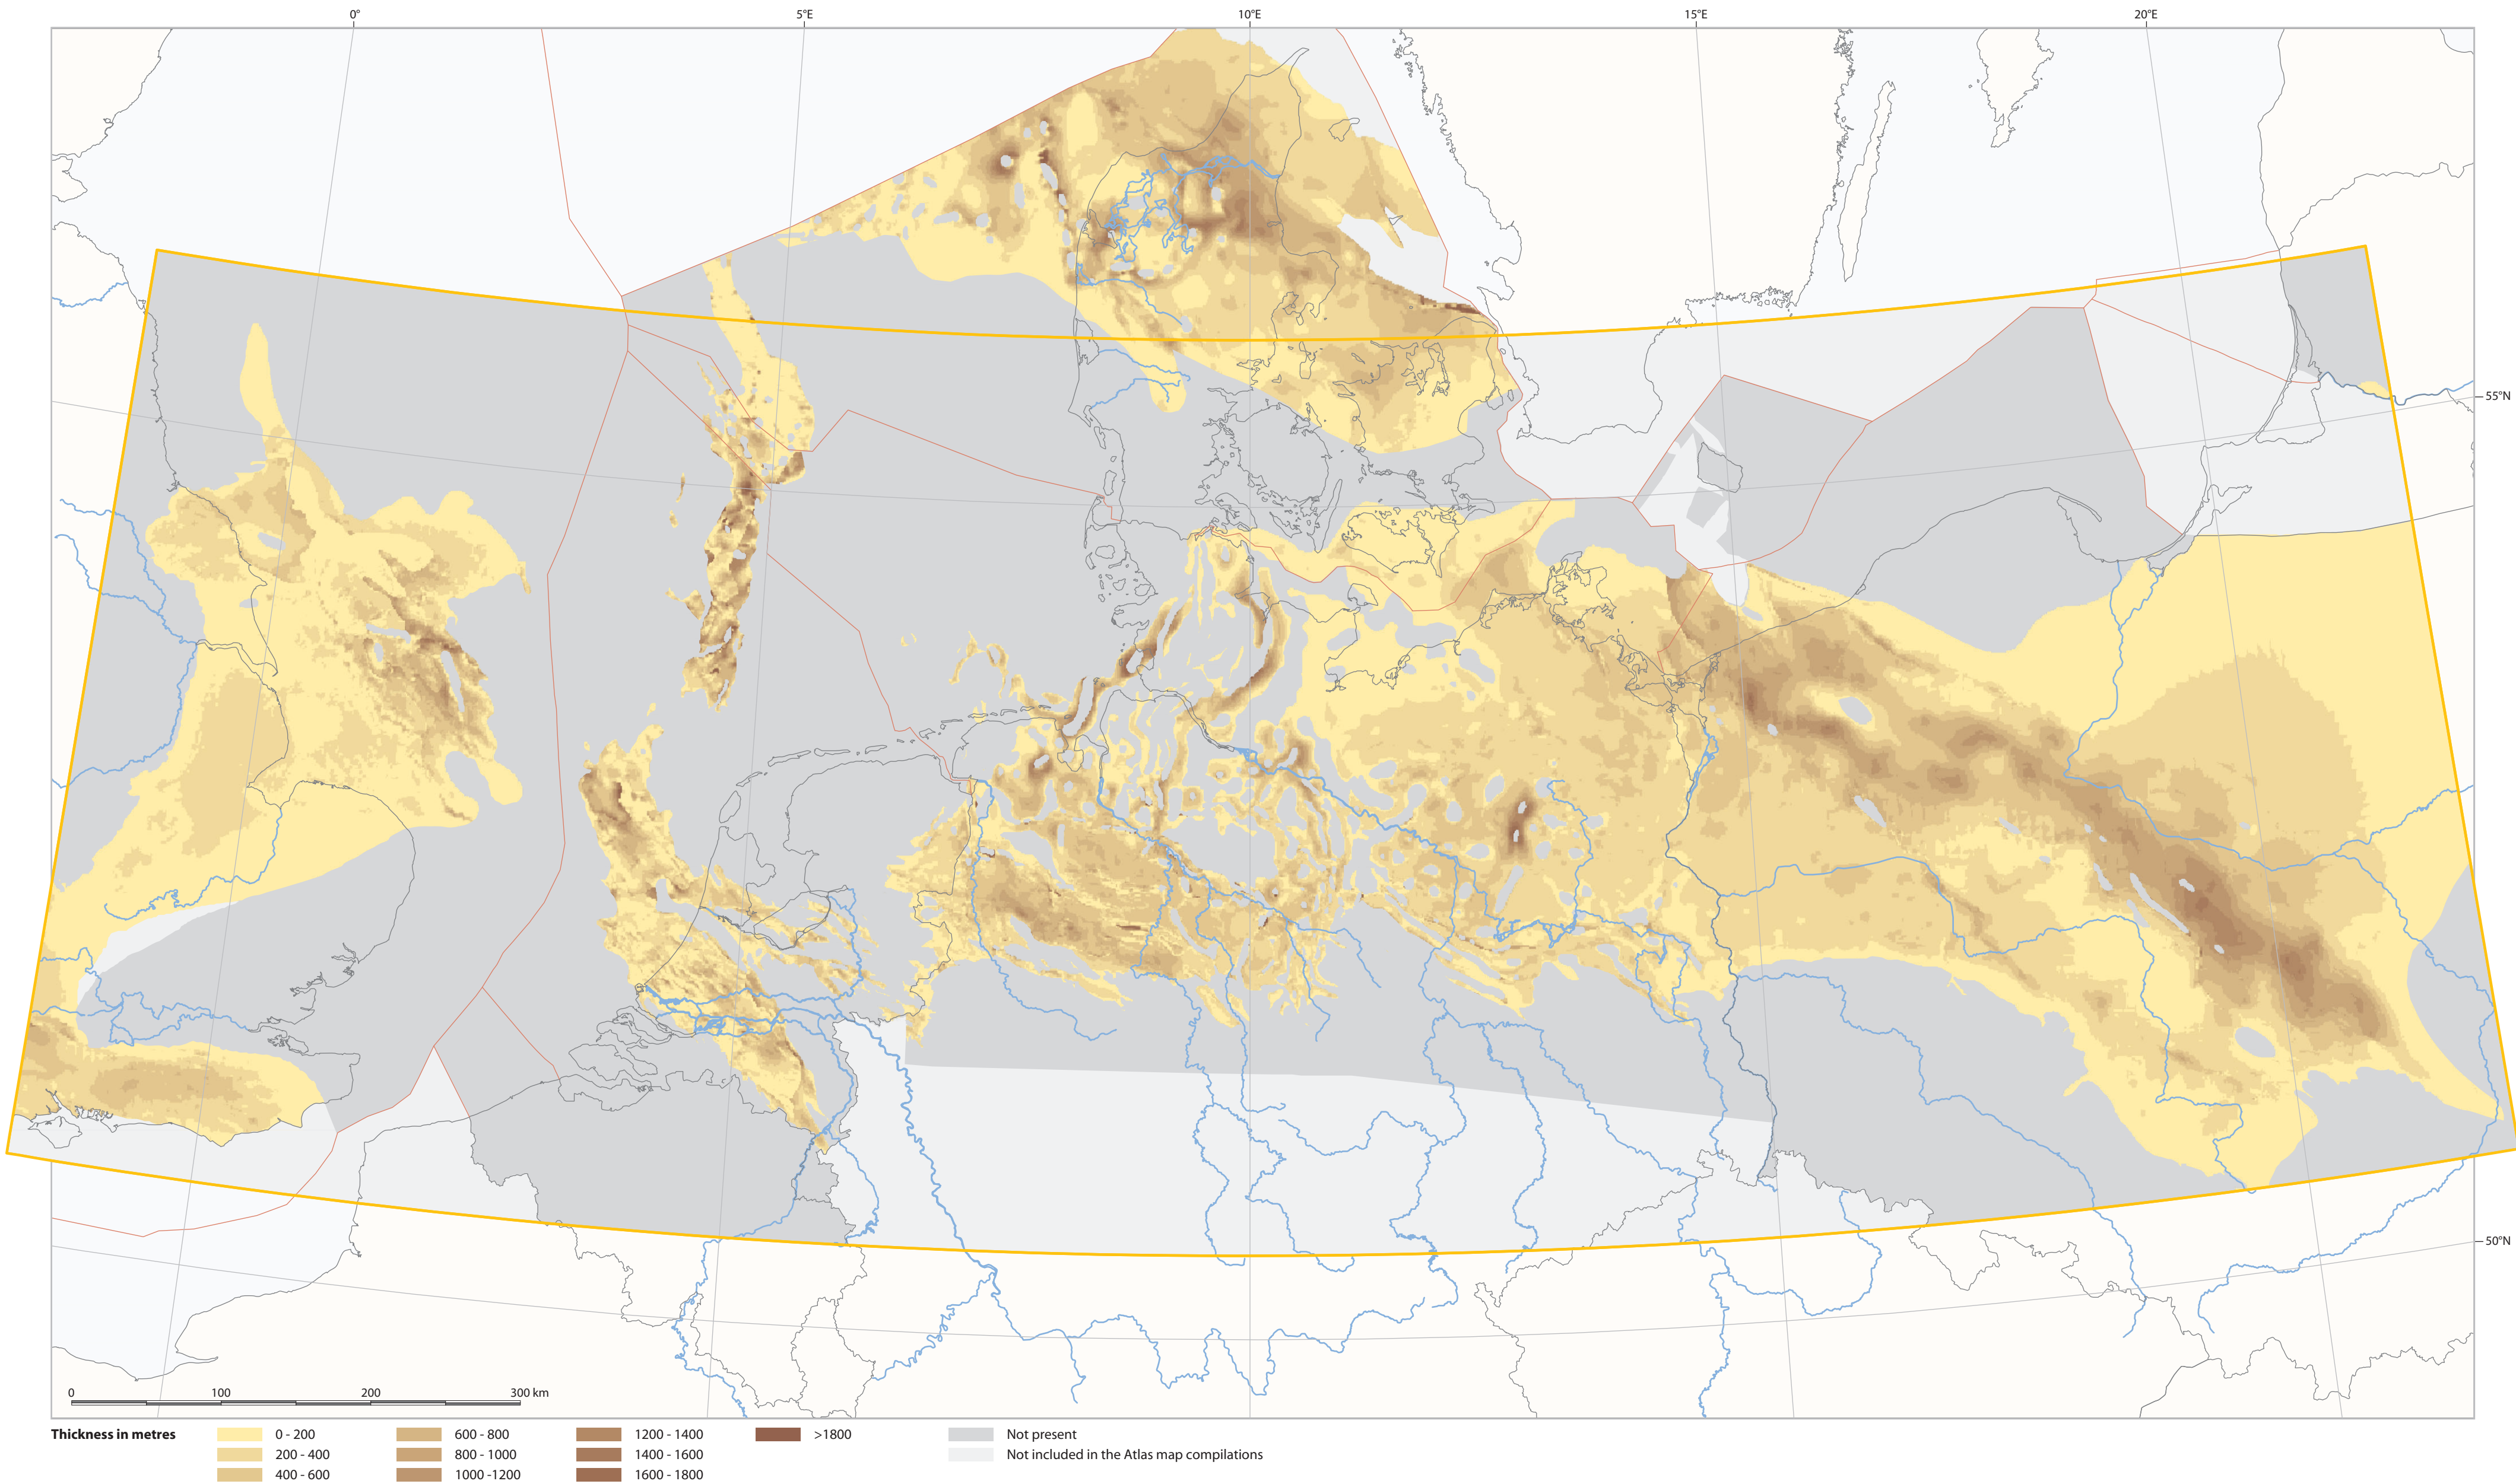 0° 5°E 10°E 15°E 20°E
55°N
50°N
0 100 200 300 km
Thickness in metres 0 - 200 600 - 800 1200 - 1400 >1800 Not present
200 - 400 800 - 1000 1400 - 1600 Not included in the Atlas map compilations
400 - 600 1000 -1200 1600 - 1800